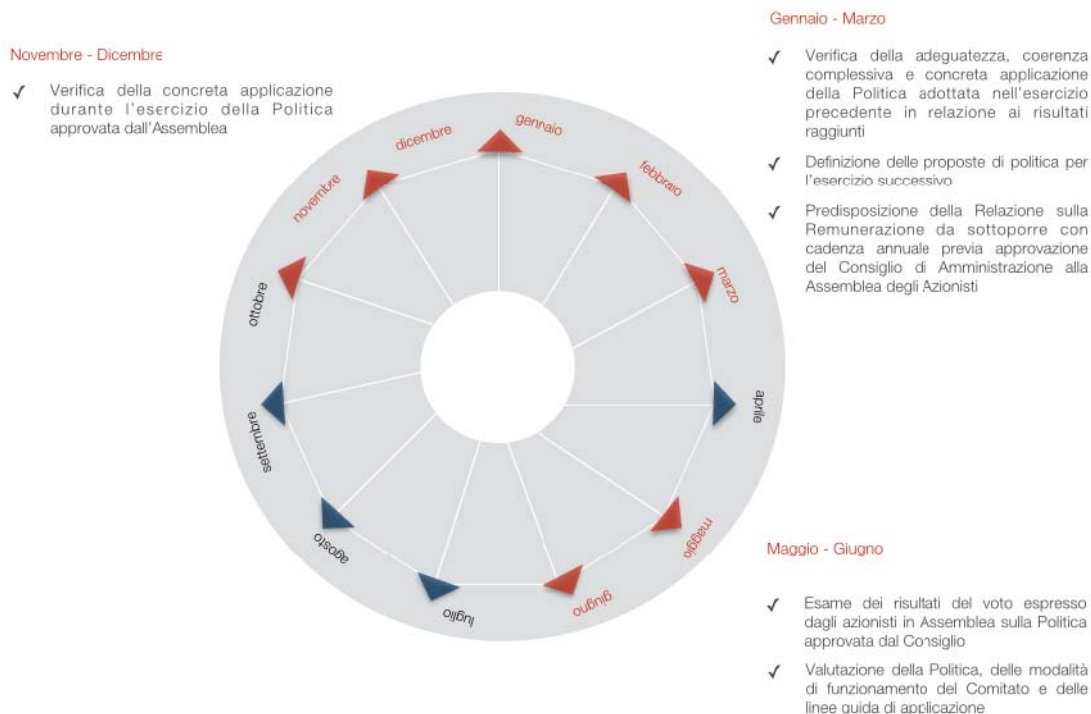 Novembre - Dicembre
✓ Verifica della concreta applicazione
durante l'esercizio della Politica
approvata dall'Assemblea
Gennaio - Marzo
✓ Verifica della adeguatezza, coerenza
complessiva e concreta applicazione
della Politica adottata nell'esercizio
precedente in relazione ai risultati
raggiunti
✓ Definizione delle proposte di politica per
l'esercizio successivo
✓ Predisposizione della Relazione sulla
Remunerazione da sottoporre con
cadenza annuale previa approvazione
del Consiglio di Amministrazione alla
Assemblea degli Azionisti
gennaio
febbraio
marzo
aprile
maggio
giugno
luglio
agosto
settembre
ottobre
novembre
dicembre
Maggio - Giugno
✓ Esame dei risultati del voto espresso
dagli azionisti in Assemblea sulla Politica
approvata dal Consiglio
✓ Valutazione della Politica, delle modalità
di funzionamento del Comitato e delle
linee guida di applicazione